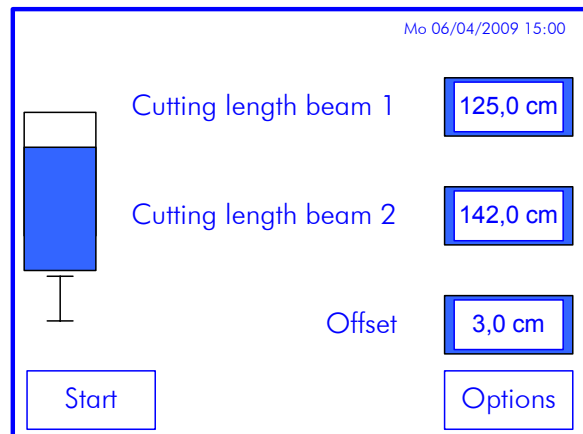 Mo 06/04/2009 15:00
Cutting length beam 1
125,0 cm
Cutting length beam 2
142,0 cm
Offset
3,0 cm
Start
Options